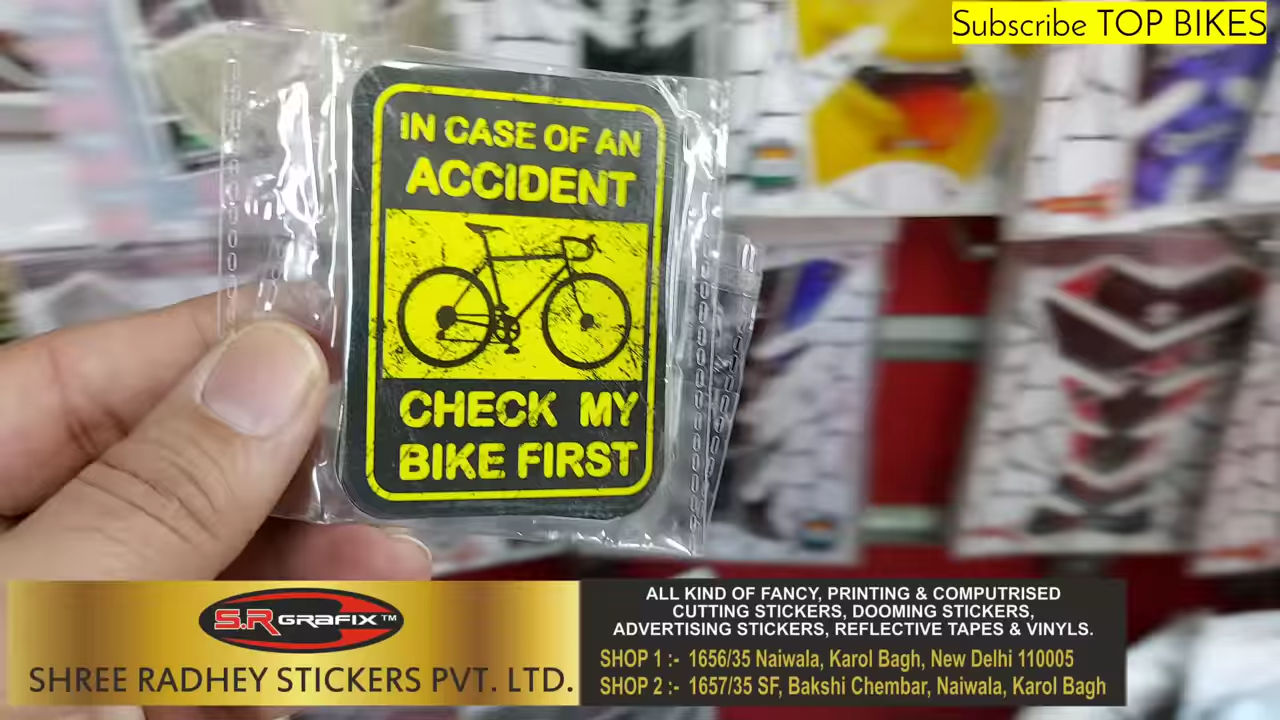 Subscribe TOP BIKES
IN CASE OF AN
ACCIDENT
CHECK MY
BIKE FIRST
S.R GRAFIX™
SHREE RADHEY STICKERS PVT. LTD.
ALL KIND OF FANCY, PRINTING & COMPUTRISED
CUTTING STICKERS, DOOMING STICKERS,
ADVERTISING STICKERS, REFLECTIVE TAPES & VINYLS.
SHOP 1 :- 1656/35 Naiwala, Karol Bagh, New Delhi 110005
SHOP 2 :- 1657/35 SF, Bakshi Chembar, Naiwala, Karol Bagh